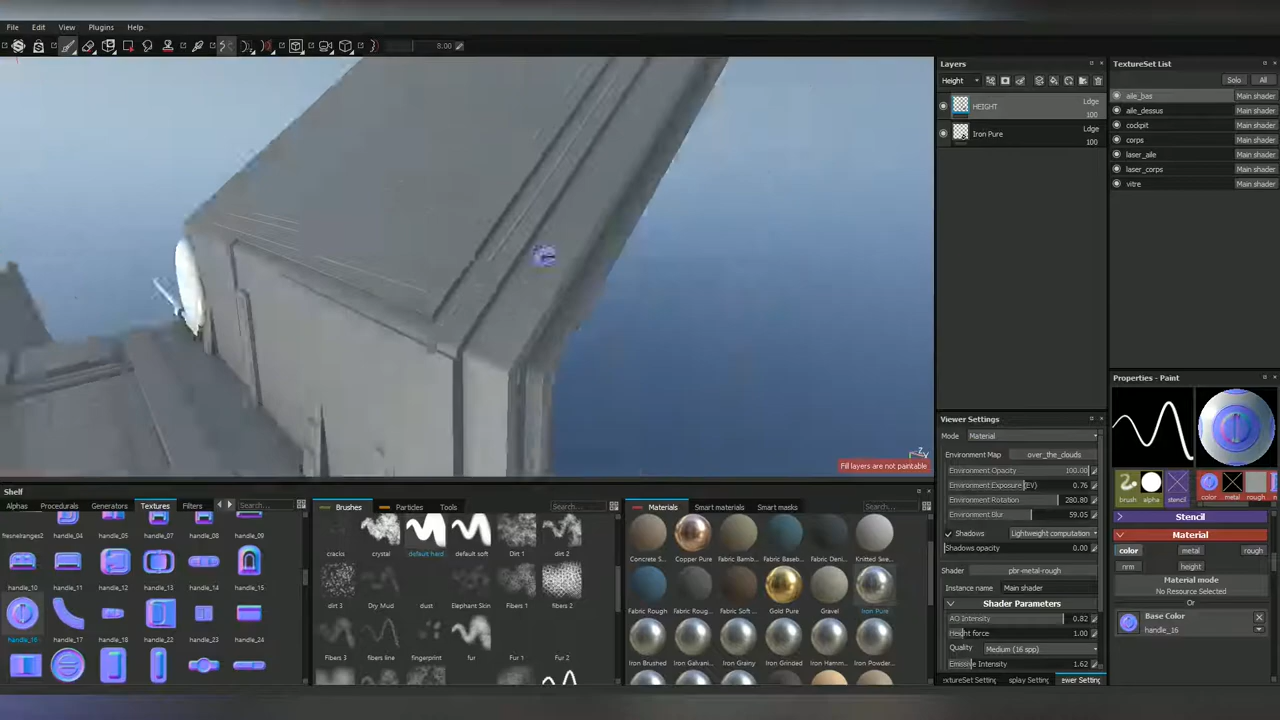 File Edit View Plugins Help
8.00
Layers
TextureSet List
Height
Solo All
HEIGHT Ldge 100
Iron Pure Ldge 100
aile_bas Main shader
aile_dessus Main shader
cockpit Main shader
corps Main shader
laser_aile Main shader
laser_corps Main shader
vitre Main shader
Fill layers are not paintable
Viewer Settings
Mode Material
Environment Map over_the_clouds
Environment Opacity 100.00
Environment Exposure (EV) 0.76
Environment Rotation 280.80
Environment Blur 59.05
Shadows Lightweight computation
Shadows opacity 0.00
Shader pbr-metal-rough
Instance name Main shader
Shader Parameters
AO Intensity 0.82
Height force 1.00
Quality Medium (16 spp)
Emissive Intensity 1.62
extureSet Setting splay Setting ewer Setting
Properties - Paint
brush alpha stencil color metal rough
Stencil
Material
color metal rough
nrm height
Material mode
No Resource Selected
Or
Base Color
handle_16
Shelf
Alphas Procedurals Generators Textures Filters Search...
fresnelranges2 handle_04 handle_05 handle_07 handle_09
handle_10 handle_12 handle_13 handle_14 handle_15
handle_16 handle_17 handle_18 handle_22 handle_23 handle_24
Brushes Particles Tools Search...
cracks crystal default hard default soft Dirt 1 dirt 2
dirt 3 Dry Mud dust Elephant Skin Fibers 1 fibers 2
Fibers 3 fibers line fingerprint fur Fur 1 Fur 2
Materials Smart materials Smart masks Search...
Concrete S... Copper Pure Fabric Bamb... Fabric Baseb... Fabric Deni... Knitted Swe...
Fabric Rough Fabric Roug... Fabric Soft ... Gold Pure Gravel Iron Pure
Iron Brushed Iron Galvani... Iron Grainy Iron Grinded Iron Hamm... Iron Powder...